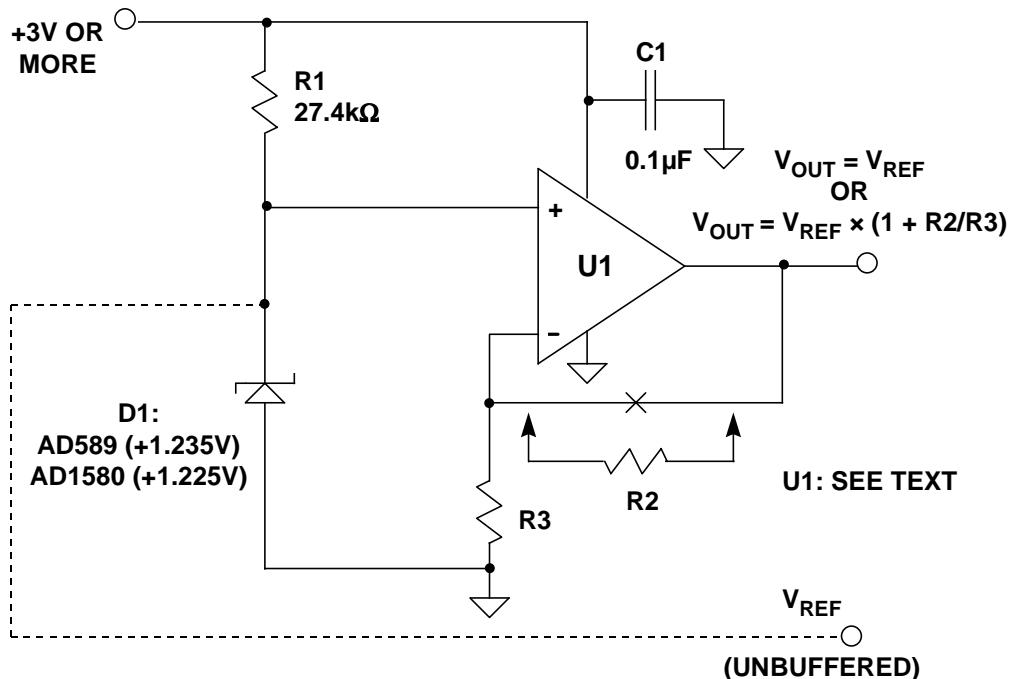 +3V OR
MORE
R1
27.4kΩ
C1
0.1µF
V_OUT = V_REF
OR
V_OUT = V_REF × (1 + R2/R3)
+
U1
−
D1:
AD589 (+1.235V)
AD1580 (+1.225V)
R2
U1: SEE TEXT
R3
V_REF
(UNBUFFERED)